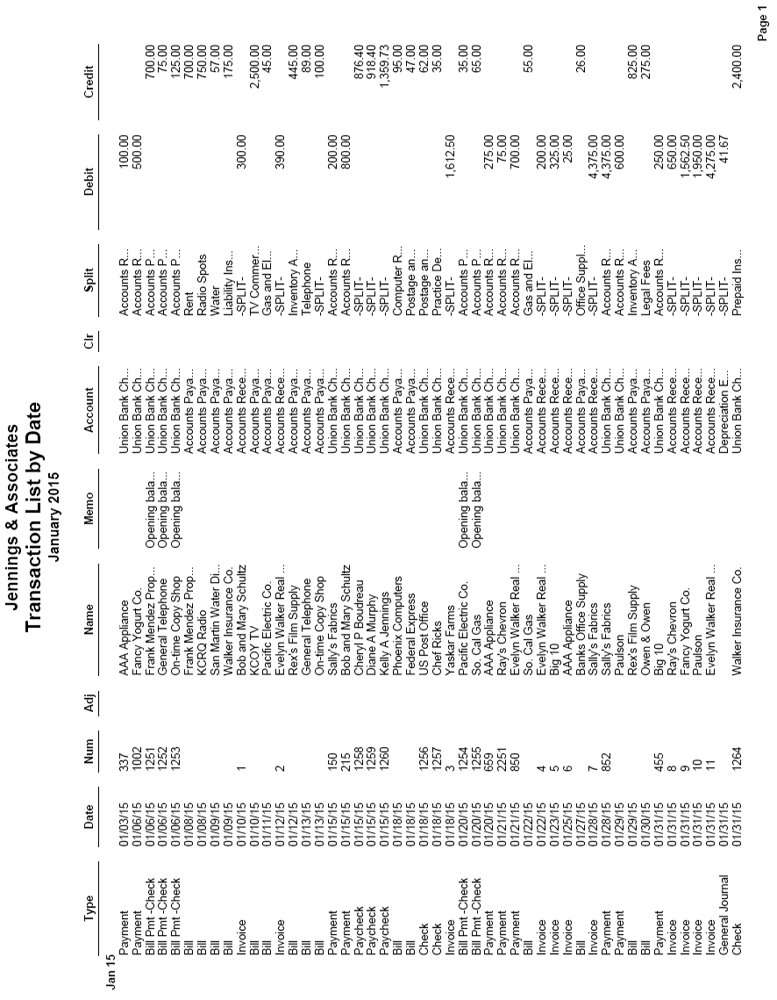 Jennings & Associates
Transaction List by Date
January 2015
Type Date Num Adj Name Memo Account Clr Split Debit Credit
Jan 15
Payment 01/03/15 337 AAA Appliance Union Bank Ch... Accounts R... 100.00
Payment 01/06/15 1002 Fancy Yogurt Co. Union Bank Ch... Accounts R... 500.00
Bill Pmt -Check 01/06/15 1251 Frank Mendez Prop... Opening bala... Union Bank Ch... Accounts P... 700.00
Bill Pmt -Check 01/06/15 1252 General Telephone Opening bala... Union Bank Ch... Accounts P... 75.00
Bill Pmt -Check 01/06/15 1253 On-time Copy Shop Opening bala... Union Bank Ch... Accounts P... 125.00
Bill 01/08/15 Frank Mendez Prop... Accounts Paya... Rent 700.00
Bill 01/08/15 KCRQ Radio Accounts Paya... Radio Spots 750.00
Bill 01/09/15 San Martin Water Di... Accounts Paya... Water 57.00
Bill 01/09/15 Walker Insurance Co. Accounts Paya... Liability Ins... 175.00
Invoice 01/10/15 1 Bob and Mary Schultz Accounts Rece... -SPLIT- 300.00
Bill 01/10/15 KCOY TV Accounts Paya... TV Commer... 2,500.00
Bill 01/11/15 Pacific Electric Co. Accounts Paya... Gas and El... 45.00
Invoice 01/12/15 2 Evelyn Walker Real ... Accounts Rece... -SPLIT- 390.00
Bill 01/12/15 Rex's Film Supply Accounts Paya... Inventory A... 445.00
Bill 01/13/15 General Telephone Accounts Paya... Telephone 89.00
Bill 01/13/15 On-time Copy Shop Accounts Paya... -SPLIT- 100.00
Payment 01/15/15 150 Sally's Fabrics Union Bank Ch... Accounts R... 200.00
Payment 01/15/15 215 Bob and Mary Schultz Union Bank Ch... Accounts R... 800.00
Paycheck 01/15/15 1258 Cheryl P Boudreau Union Bank Ch... -SPLIT- 876.40
Paycheck 01/15/15 1259 Diane A Murphy Union Bank Ch... -SPLIT- 918.40
Paycheck 01/15/15 1260 Kelly A Jennings Union Bank Ch... -SPLIT- 1,359.73
Bill 01/18/15 Phoenix Computers Accounts Paya... Computer R... 95.00
Bill 01/18/15 Federal Express Accounts Paya... Postage an... 47.00
Check 01/18/15 1256 US Post Office Union Bank Ch... Postage an... 62.00
Check 01/18/15 1257 Chef Ricks Union Bank Ch... Practice De... 35.00
Invoice 01/18/15 3 Yaskar Farms Accounts Rece... -SPLIT- 1,612.50
Bill Pmt -Check 01/20/15 1254 Pacific Electric Co. Opening bala... Union Bank Ch... Accounts P... 35.00
Bill Pmt -Check 01/20/15 1255 So. Cal Gas Opening bala... Union Bank Ch... Accounts P... 65.00
Payment 01/20/15 659 AAA Appliance Union Bank Ch... Accounts R... 275.00
Payment 01/21/15 2251 Ray's Chevron Union Bank Ch... Accounts R... 75.00
Payment 01/21/15 850 Evelyn Walker Real ... Union Bank Ch... Accounts R... 700.00
Bill 01/22/15 So. Cal Gas Accounts Paya... Gas and El... 55.00
Invoice 01/22/15 4 Evelyn Walker Real ... Accounts Rece... -SPLIT- 200.00
Invoice 01/23/15 5 Big 10 Accounts Rece... -SPLIT- 325.00
Invoice 01/25/15 6 AAA Appliance Accounts Rece... -SPLIT- 25.00
Bill 01/27/15 Banks Office Supply Accounts Paya... Office Suppl... 26.00
Invoice 01/28/15 7 Sally's Fabrics Accounts Rece... -SPLIT- 4,375.00
Payment 01/28/15 852 Sally's Fabrics Union Bank Ch... Accounts R... 4,375.00
Payment 01/29/15 Paulson Union Bank Ch... Accounts R... 600.00
Bill 01/29/15 Rex's Film Supply Accounts Paya... Inventory A... 825.00
Bill 01/30/15 Owen & Owen Accounts Paya... Legal Fees 275.00
Payment 01/31/15 455 Big 10 Union Bank Ch... Accounts R... 250.00
Invoice 01/31/15 8 Ray's Chevron Accounts Rece... -SPLIT- 650.00
Invoice 01/31/15 9 Fancy Yogurt Co. Accounts Rece... -SPLIT- 1,562.50
Invoice 01/31/15 10 Paulson Accounts Rece... -SPLIT- 1,950.00
Invoice 01/31/15 11 Evelyn Walker Real ... Accounts Rece... -SPLIT- 4,275.00
General Journal 01/31/15 Depreciation E... -SPLIT- 41.67
Check 01/31/15 1264 Walker Insurance Co. Union Bank Ch... Prepaid Ins... 2,400.00
Page 1